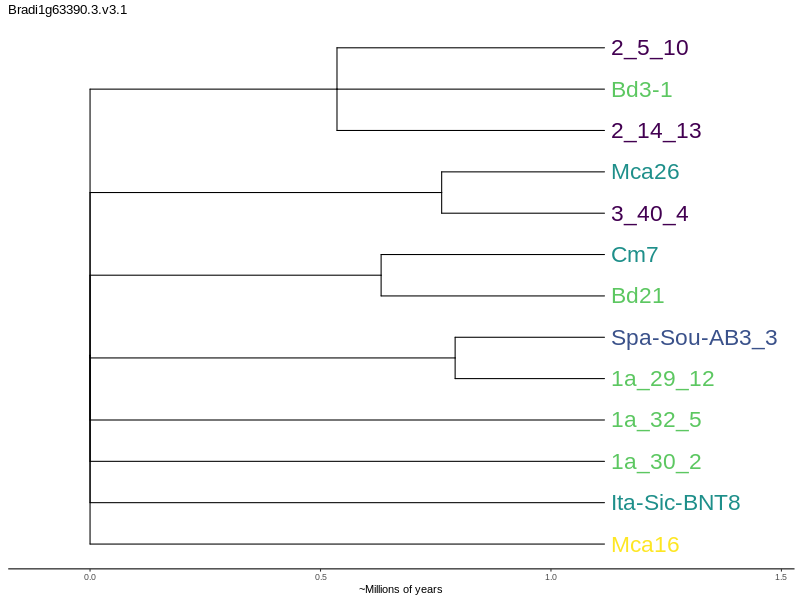 Bradi1g63390.3.v3.1
2_5_10
Bd3-1
2_14_13
Mca26
3_40_4
Cm7
Bd21
Spa-Sou-AB3_3
1a_29_12
1a_32_5
1a_30_2
Ita-Sic-BNT8
Mca16
0.0 0.5 1.0 1.5
~Millions of years